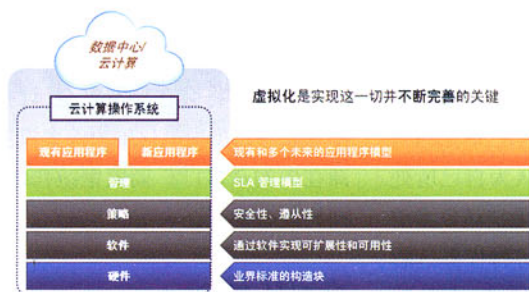 数据中心/
云计算
云计算操作系统
虚拟化是实现这一切并不断完善的关键
现有应用程序 新应用程序 现有和多个未来的应用程序模型
管理 SLA 管理模型
策略 安全性、遵从性
软件 通过软件实现可扩展性和可用性
硬件 业界标准的构造块